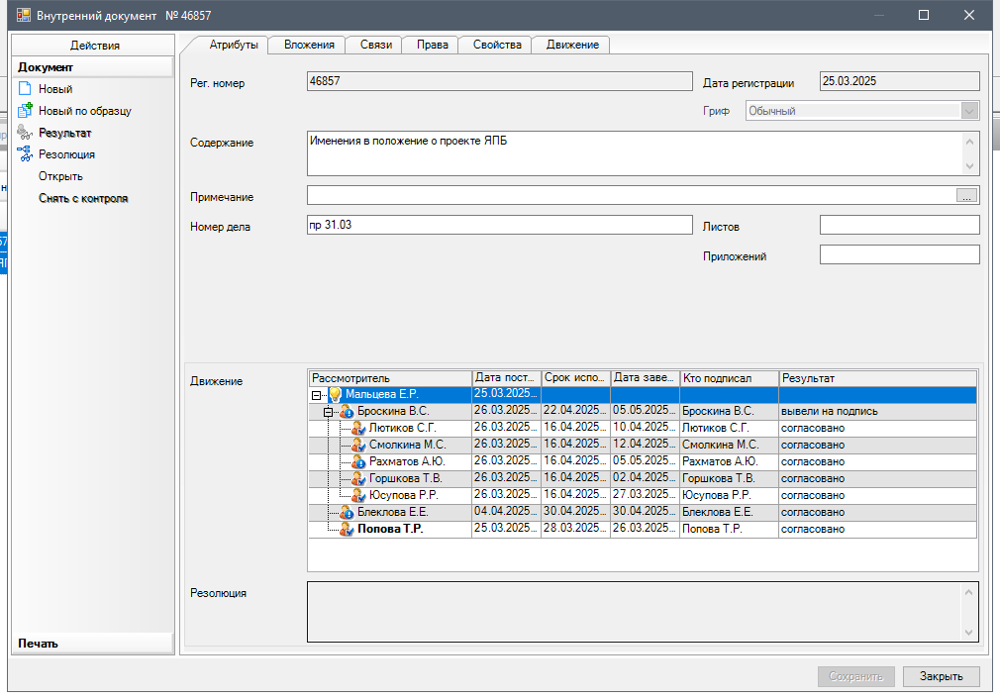 Внутренний документ № 46857
Действия
Документ
Новый
Новый по образцу
Результат
Резолюция
Открыть
Снять с контроля
Печать
Атрибуты Вложения Связи Права Свойства Движение
Рег. номер 46857 Дата регистрации 25.03.2025
Гриф Обычный
Содержание Именения в положение о проекте ЯПБ
Примечание ...
Номер дела пр 31.03 Листов
Приложений
Движение
Рассмотритель Дата пост... Срок испо... Дата заве... Кто подписал Результат
Мальцева Е.Р. 25.03.2025...
Броскина В.С. 26.03.2025... 22.04.2025... 05.05.2025... Броскина В.С. вывели на подпись
Лютиков С.Г. 26.03.2025... 16.04.2025... 10.04.2025... Лютиков С.Г. согласовано
Смолкина М.С. 26.03.2025... 16.04.2025... 12.04.2025... Смолкина М.С. согласовано
Рахматов А.Ю. 26.03.2025... 16.04.2025... 05.05.2025... Рахматов А.Ю. согласовано
Горшкова Т.В. 26.03.2025... 16.04.2025... 02.04.2025... Горшкова Т.В. согласовано
Юсупова Р.Р. 26.03.2025... 16.04.2025... 27.03.2025... Юсупова Р.Р. согласовано
Блеклова Е.Е. 04.04.2025... 30.04.2025... 30.04.2025... Блеклова Е.Е. согласовано
Попова Т.Р. 25.03.2025... 28.03.2025... 26.03.2025... Попова Т.Р. согласовано
Резолюция
Сохранить Закрыть